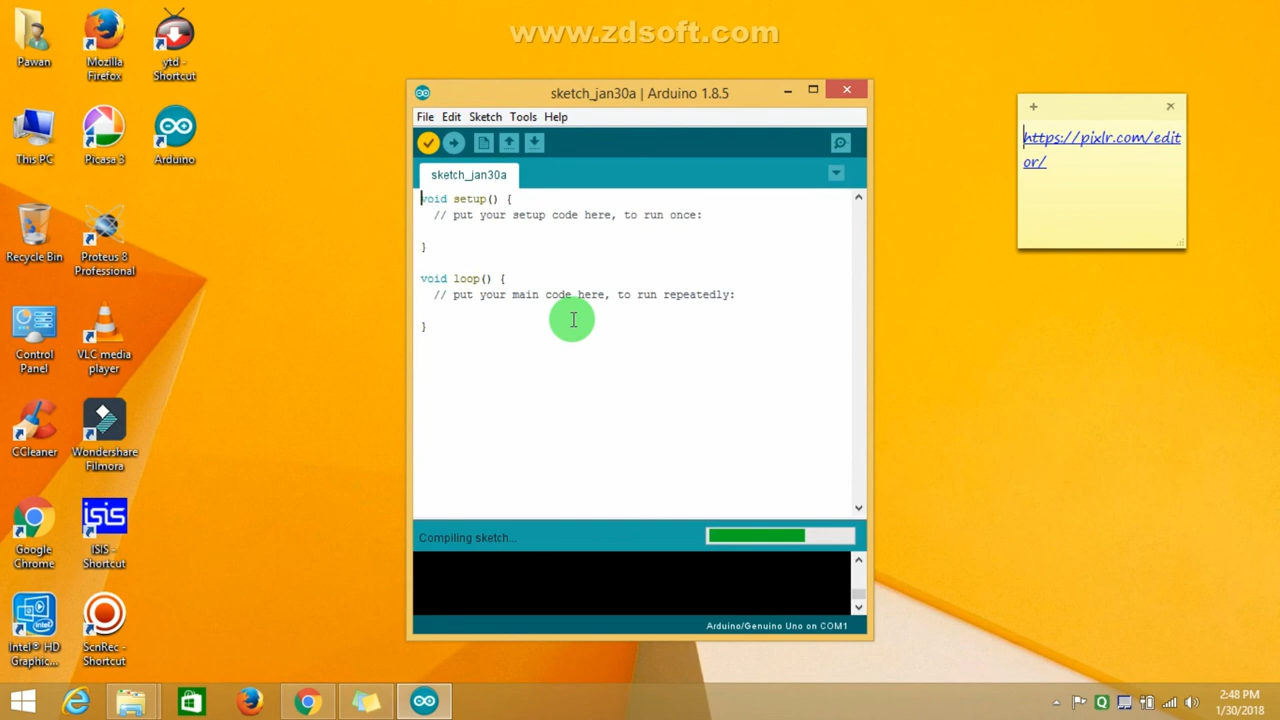 www.zdsoft.com
Pawan
Mozilla
Firefox
ytd -
Shortcut
This PC
Picasa 3
Arduino
Recycle Bin
Proteus 8
Professional
Control
Panel
VLC media
player
CCleaner
Wondershare
Filmora
Google
Chrome
isis
ISIS -
Shortcut
Intel® HD
Graphic...
ScnRec -
Shortcut
sketch_jan30a | Arduino 1.8.5
File Edit Sketch Tools Help
sketch_jan30a
void setup() {
// put your setup code here, to run once:
}
void loop() {
// put your main code here, to run repeatedly:
}
Compiling sketch...
Arduino/Genuino Uno on COM1
https://pixlr.com/edit
or/
2:48 PM
1/30/2018